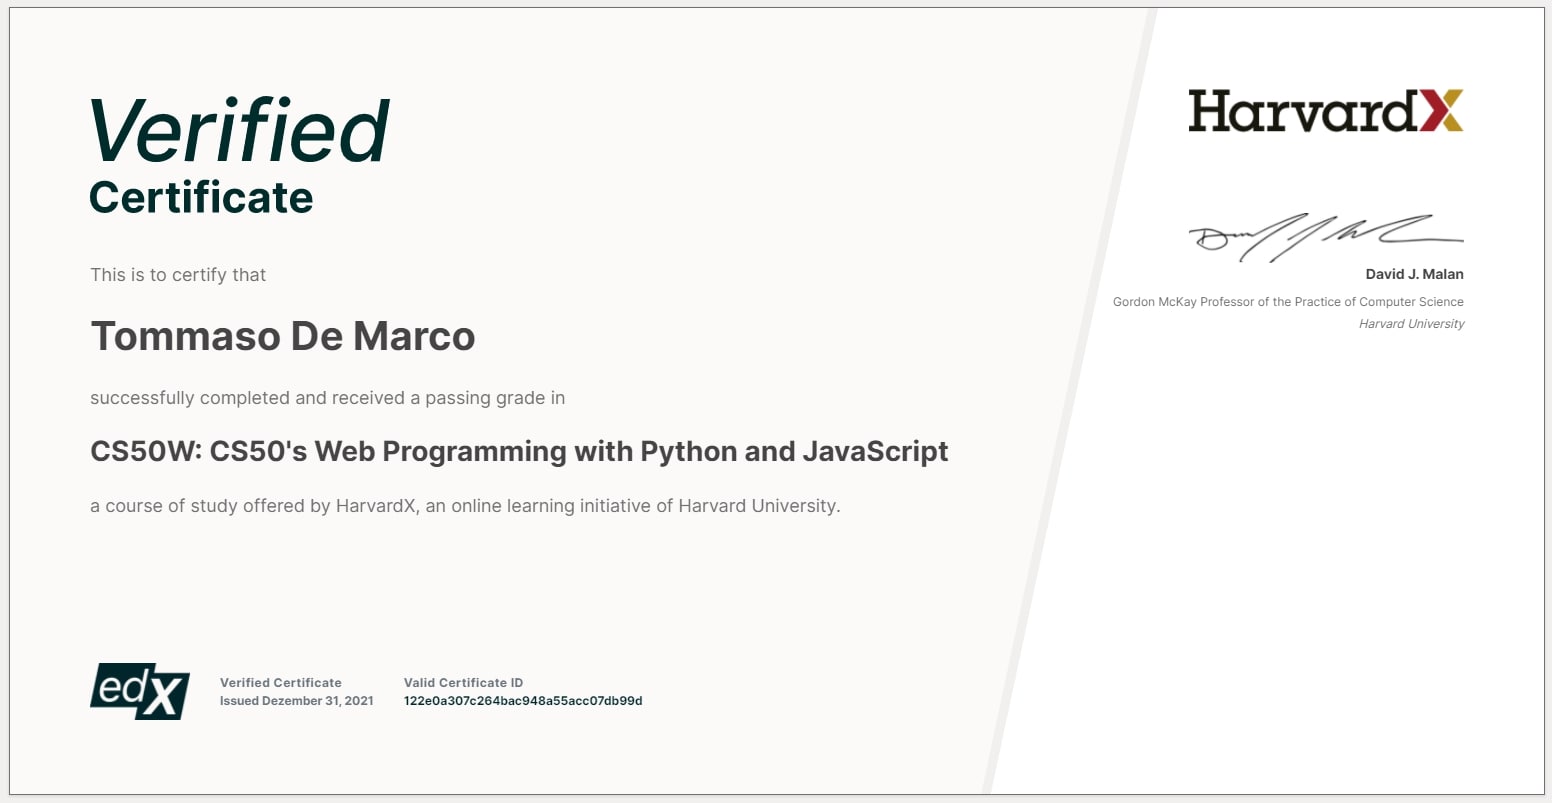 Verified
Certificate
This is to certify that
Tommaso De Marco
successfully completed and received a passing grade in
CS50W: CS50's Web Programming with Python and JavaScript
a course of study offered by HarvardX, an online learning initiative of Harvard University.
edX
Verified Certificate
Issued Dezember 31, 2021
Valid Certificate ID
122e0a307c264bac948a55acc07db99d
HarvardX
David J. Malan
Gordon McKay Professor of the Practice of Computer Science
Harvard University